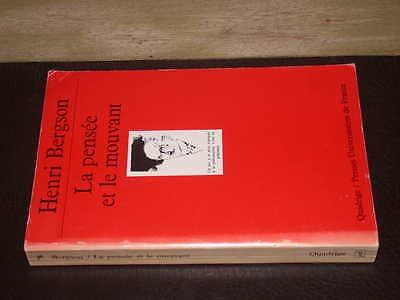 Henri Bergson
La pensée
et le mouvant
Quadrige / Presses Universitaires de France
Bergson / La pensée et le mouvant
Quadrige